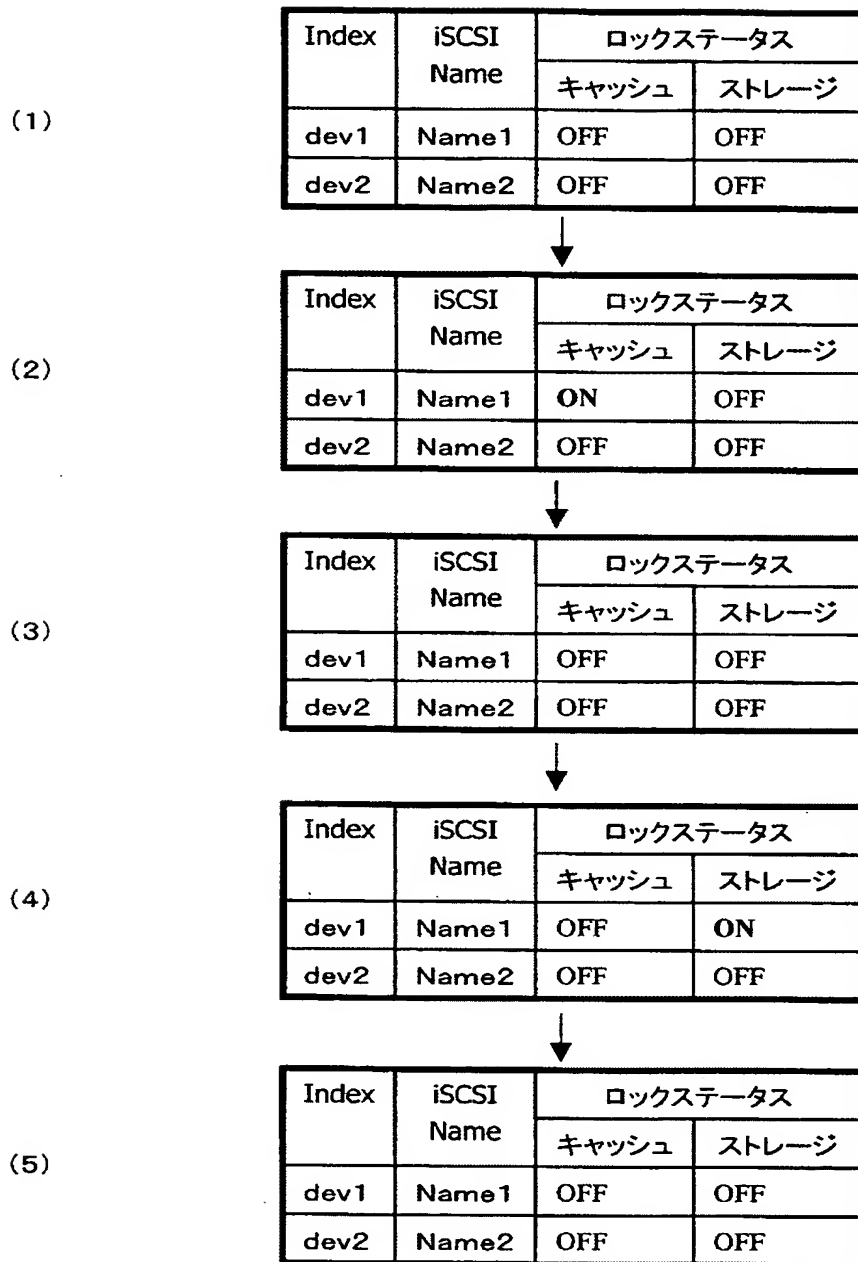 (1)
Index iSCSI Name ロックステータス
キャッシュ ストレージ
dev1 Name1 OFF OFF
dev2 Name2 OFF OFF
(2)
Index iSCSI Name ロックステータス
キャッシュ ストレージ
dev1 Name1 ON OFF
dev2 Name2 OFF OFF
(3)
Index iSCSI Name ロックステータス
キャッシュ ストレージ
dev1 Name1 OFF OFF
dev2 Name2 OFF OFF
(4)
Index iSCSI Name ロックステータス
キャッシュ ストレージ
dev1 Name1 OFF ON
dev2 Name2 OFF OFF
(5)
Index iSCSI Name ロックステータス
キャッシュ ストレージ
dev1 Name1 OFF OFF
dev2 Name2 OFF OFF